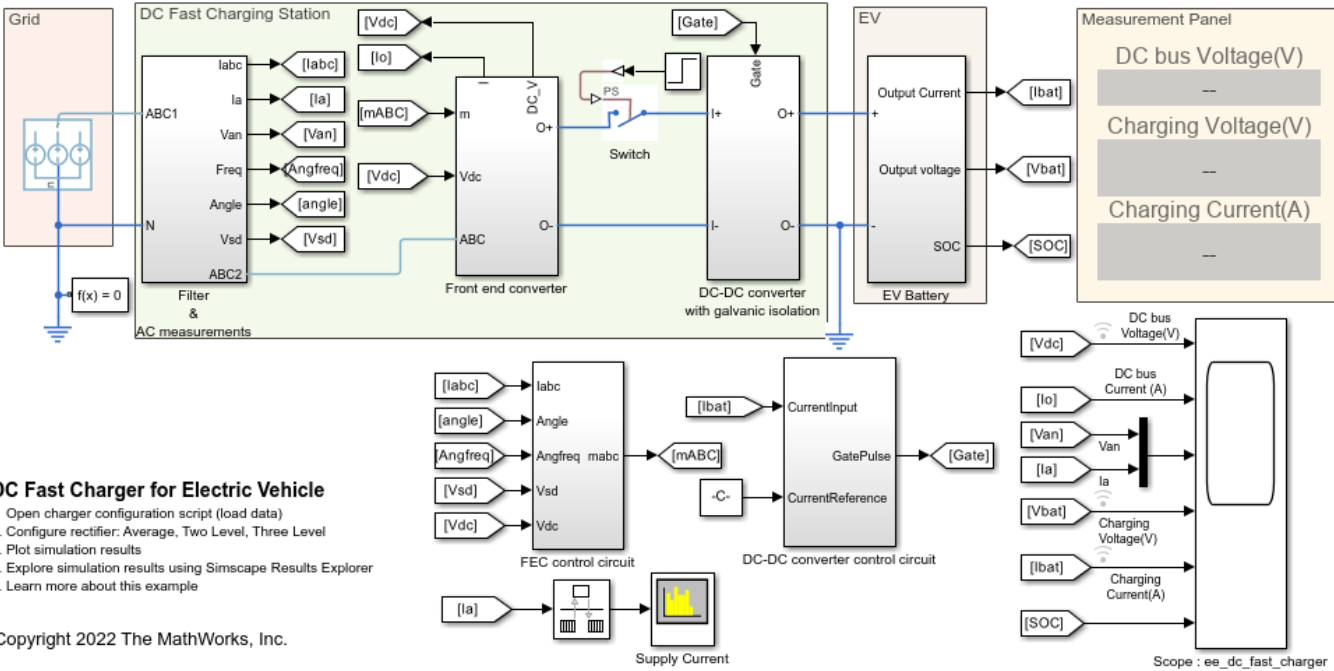 Grid
DC Fast Charging Station
EV
Measurement Panel
[Vdc]
[Gate]
[Io]
Iabc
[Iabc]
Ia
[Ia]
ABC1
Van
[Van]
Freq
[Angfreq]
Angle
[angle]
N
Vsd
[Vsd]
ABC2
Filter
&
AC measurements
f(x) = 0
I
DC_V
[mABC]
m
[Vdc]
Vdc
ABC
O+
O-
Front end converter
PS
Switch
Gate
I+
O+
I-
O-
DC-DC converter
with galvanic isolation
+
-
Output Current
Output voltage
SOC
EV Battery
[Ibat]
[Vbat]
[SOC]
DC bus Voltage(V)
--
Charging Voltage(V)
--
Charging Current(A)
--
[Iabc]
Iabc
[angle]
Angle
[Angfreq]
Angfreq
mabc
[mABC]
[Vsd]
Vsd
[Vdc]
Vdc
FEC control circuit
[Ibat]
CurrentInput
GatePulse
[Gate]
-C-
CurrentReference
DC-DC converter control circuit
[Ia]
Supply Current
[Vdc]
DC bus
Voltage(V)
[Io]
DC bus
Current (A)
[Van]
Van
[Ia]
Ia
[Vbat]
Charging
Voltage(V)
[Ibat]
Charging
Current(A)
[SOC]
Scope : ee_dc_fast_charger
DC Fast Charger for Electric Vehicle
Open charger configuration script (load data)
. Configure rectifier: Average, Two Level, Three Level
. Plot simulation results
. Explore simulation results using Simscape Results Explorer
. Learn more about this example
Copyright 2022 The MathWorks, Inc.